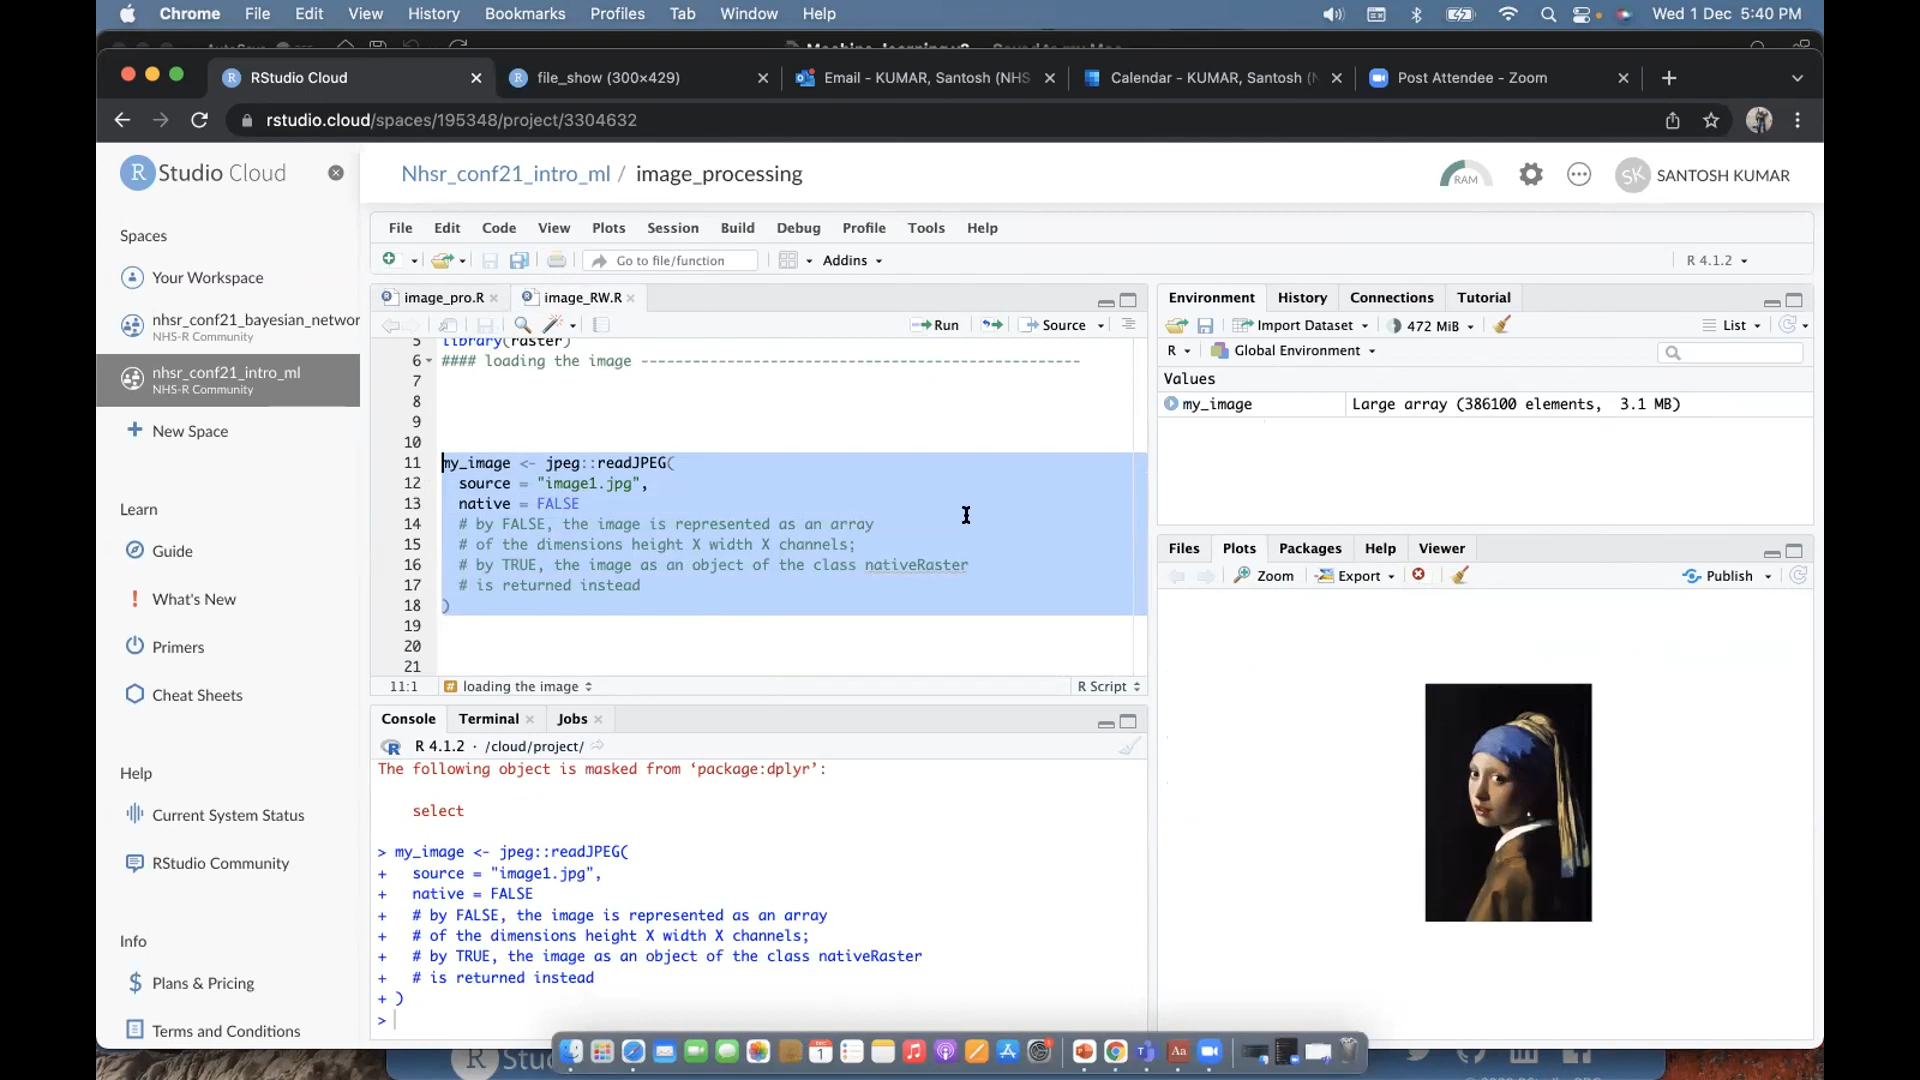 Chrome File Edit View History Bookmarks Profiles Tab Window Help Wed 1 Dec 5:40 PM
RStudio Cloud file_show (300×429) Email - KUMAR, Santosh (NHS Calendar - KUMAR, Santosh (N Post Attendee - Zoom
rstudio.cloud/spaces/195348/project/3304632
R Studio Cloud
Nhsr_conf21_intro_ml / image_processing
RAM
SK SANTOSH KUMAR
Spaces
Your Workspace
nhsr_conf21_bayesian_networ
NHS-R Community
nhsr_conf21_intro_ml
NHS-R Community
New Space
Learn
Guide
What's New
Primers
Cheat Sheets
Help
Current System Status
RStudio Community
Info
Plans & Pricing
Terms and Conditions
File Edit Code View Plots Session Build Debug Profile Tools Help
Go to file/function Addins R 4.1.2
image_pro.R image_RW.R
Run Source
5 library(raster)
6 #### loading the image ---------------------------------------------------
7
8
9
10
11 my_image <- jpeg::readJPEG(
12 source = "image1.jpg",
13 native = FALSE
14 # by FALSE, the image is represented as an array
15 # of the dimensions height X width X channels;
16 # by TRUE, the image as an object of the class nativeRaster
17 # is returned instead
18 )
19
20
21
11:1 loading the image R Script
Console Terminal Jobs
R 4.1.2 · /cloud/project/
The following object is masked from ‘package:dplyr’:
select
> my_image <- jpeg::readJPEG(
+ source = "image1.jpg",
+ native = FALSE
+ # by FALSE, the image is represented as an array
+ # of the dimensions height X width X channels;
+ # by TRUE, the image as an object of the class nativeRaster
+ # is returned instead
+ )
>
Environment History Connections Tutorial
Import Dataset 472 MiB List
R Global Environment
Values
my_image Large array (386100 elements, 3.1 MB)
Files Plots Packages Help Viewer
Zoom Export Publish